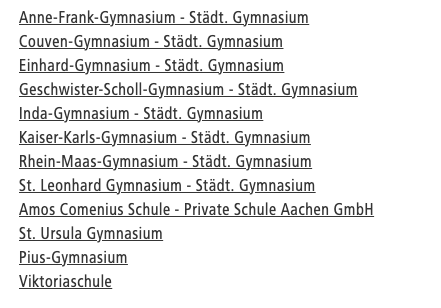 Anne-Frank-Gymnasium - Städt. Gymnasium
Couven-Gymnasium - Städt. Gymnasium
Einhard-Gymnasium - Städt. Gymnasium
Geschwister-Scholl-Gymnasium - Städt. Gymnasium
Inda-Gymnasium - Städt. Gymnasium
Kaiser-Karls-Gymnasium - Städt. Gymnasium
Rhein-Maas-Gymnasium - Städt. Gymnasium
St. Leonhard Gymnasium - Städt. Gymnasium
Amos Comenius Schule - Private Schule Aachen GmbH
St. Ursula Gymnasium
Pius-Gymnasium
Viktoriaschule